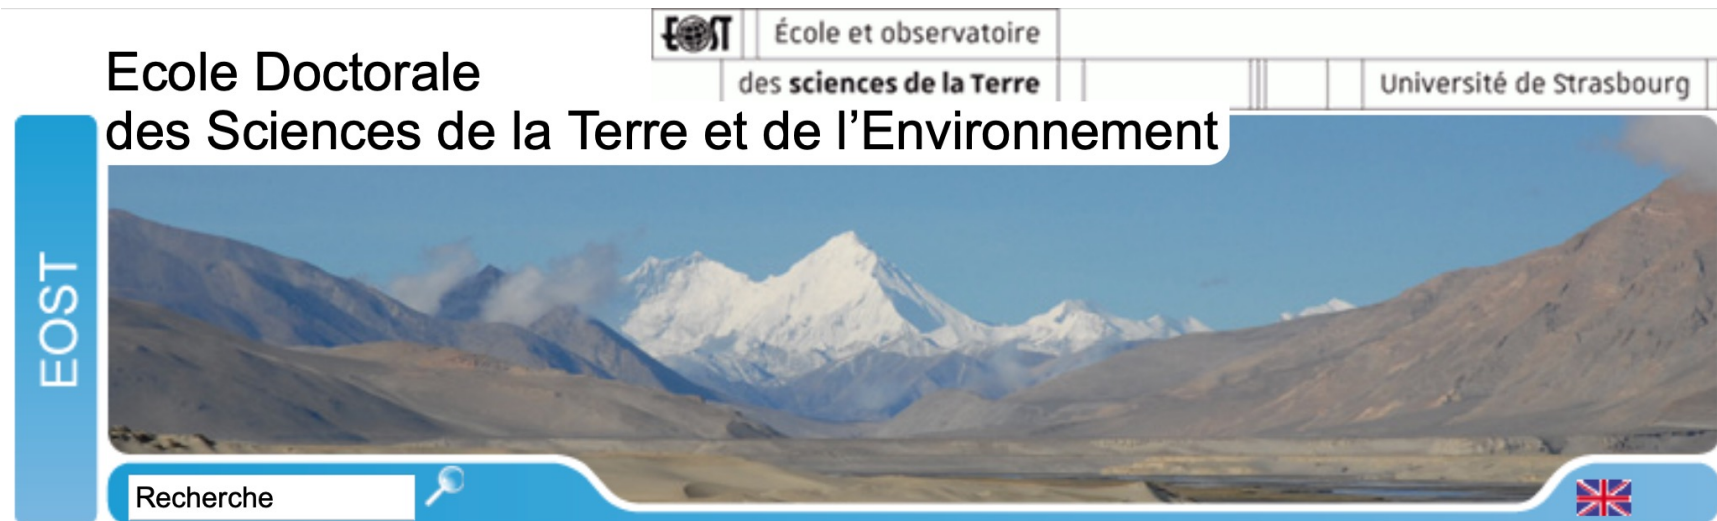 EOST
École et observatoire
des sciences de la Terre
Université de Strasbourg
Ecole Doctorale
des Sciences de la Terre et de l’Environnement
EOST
Recherche